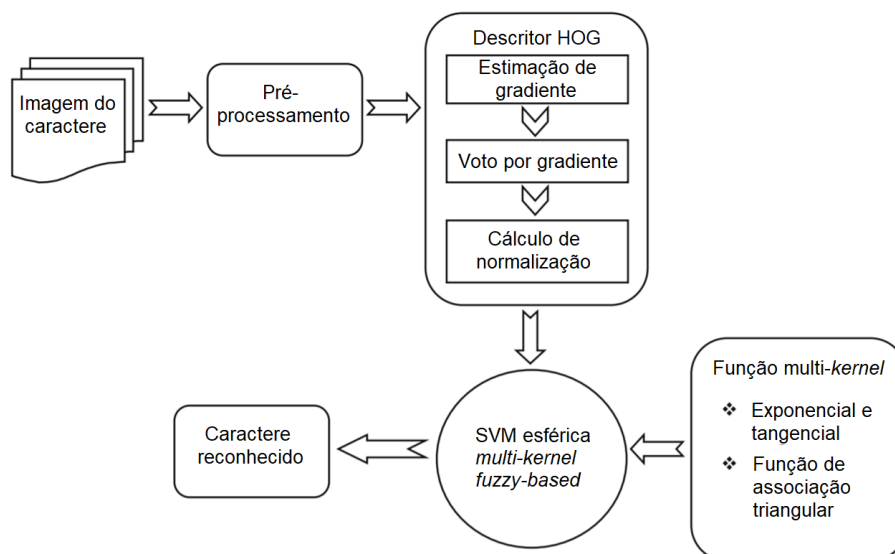 Imagem do
caractere
Pré-
processamento
Descritor HOG
Estimação de
gradiente
Voto por gradiente
Cálculo de
normalização
Função multi-kernel
❖ Exponencial e
tangencial
❖ Função de
associação
triangular
SVM esférica
multi-kernel
fuzzy-based
Caractere
reconhecido